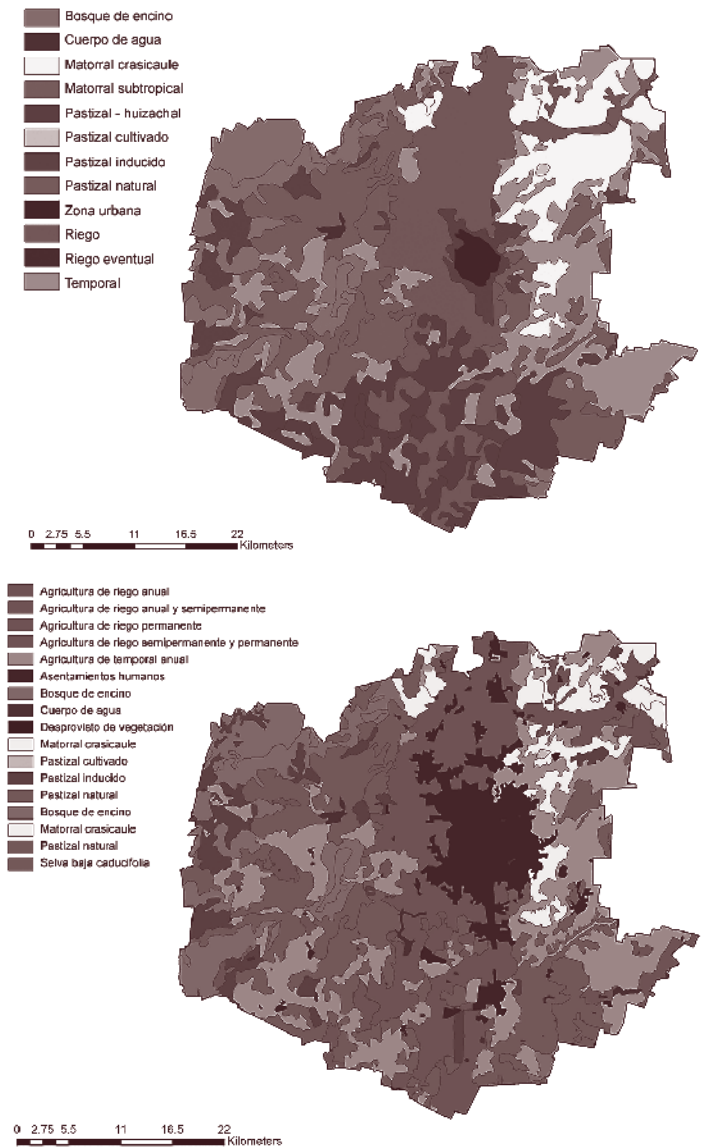 Bosque de encino
Cuerpo de agua
Matorral crasicaule
Matorral subtropical
Pastizal - huizachal
Pastizal cultivado
Pastizal inducido
Pastizal natural
Zona urbana
Riego
Riego eventual
Temporal
0 2.75 5.5 11 16.5 22
Kilometers
Agricultura de riego anual
Agricultura de riego anual y semipermanente
Agricultura de riego permanente
Agricultura de riego semipermanente y permanente
Agricultura de temporal anual
Asentamientos humanos
Bosque de encino
Cuerpo de agua
Desprovisto de vegetación
Matorral crasicaule
Pastizal cultivado
Pastizal inducido
Pastizal natural
Bosque de encino
Matorral crasicaule
Pastizal natural
Selva baja caducifolia
0 2.75 5.5 11 16.5 22
Kilometers